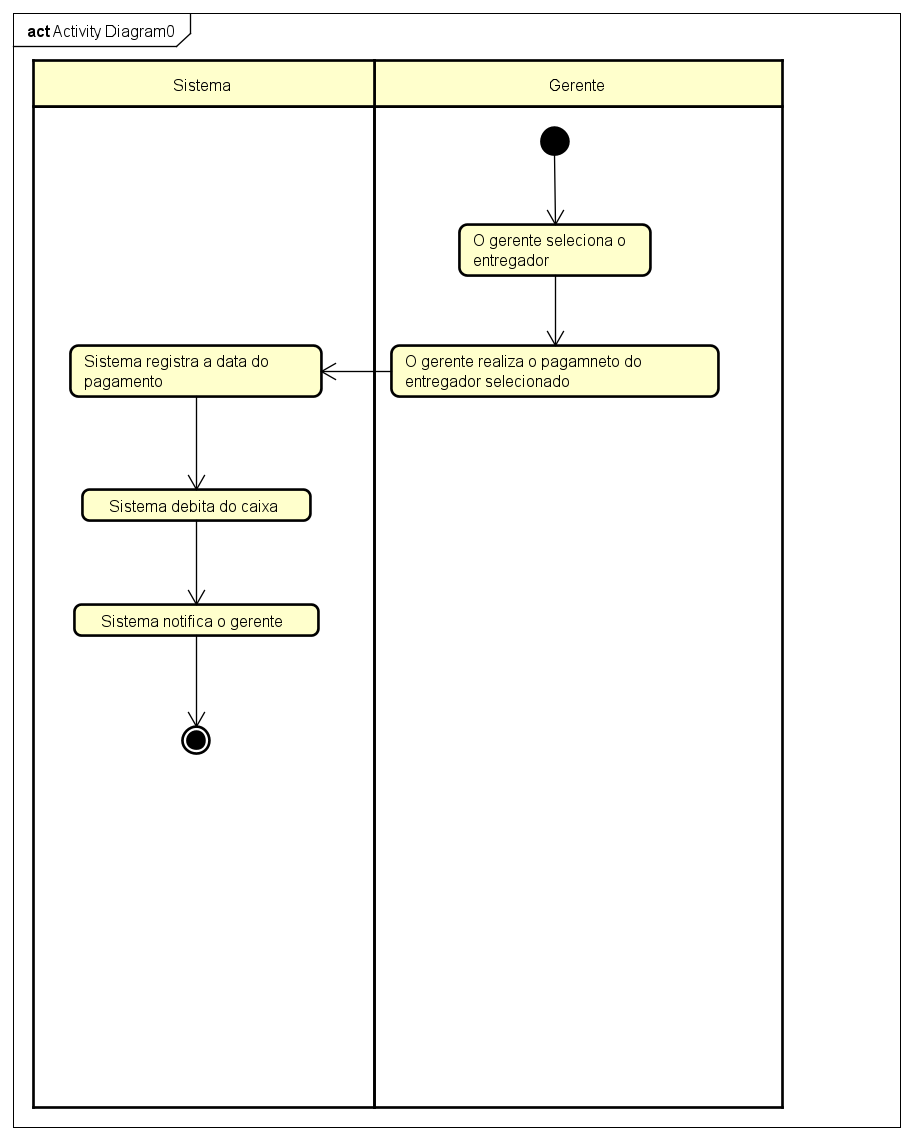 act Activity Diagram0
Sistema
Gerente
O gerente seleciona o
entregador
O gerente realiza o pagamneto do
entregador selecionado
Sistema registra a data do
pagamento
Sistema debita do caixa
Sistema notifica o gerente